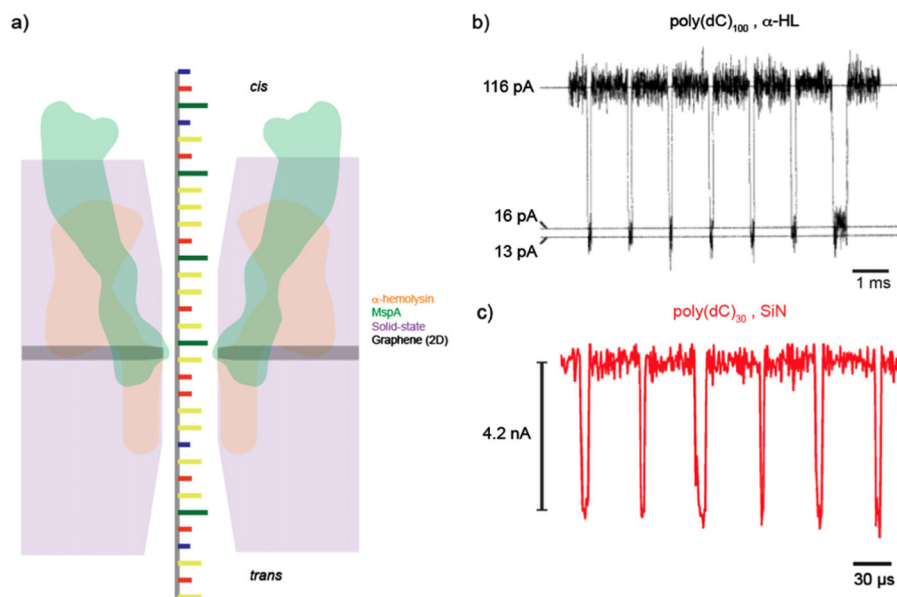 a)
cis
α-hemolysin
MspA
Solid-state
Graphene (2D)
trans
b)
poly(dC)100 , α-HL
116 pA
16 pA
13 pA
1 ms
c)
poly(dC)30 , SiN
4.2 nA
30 µs